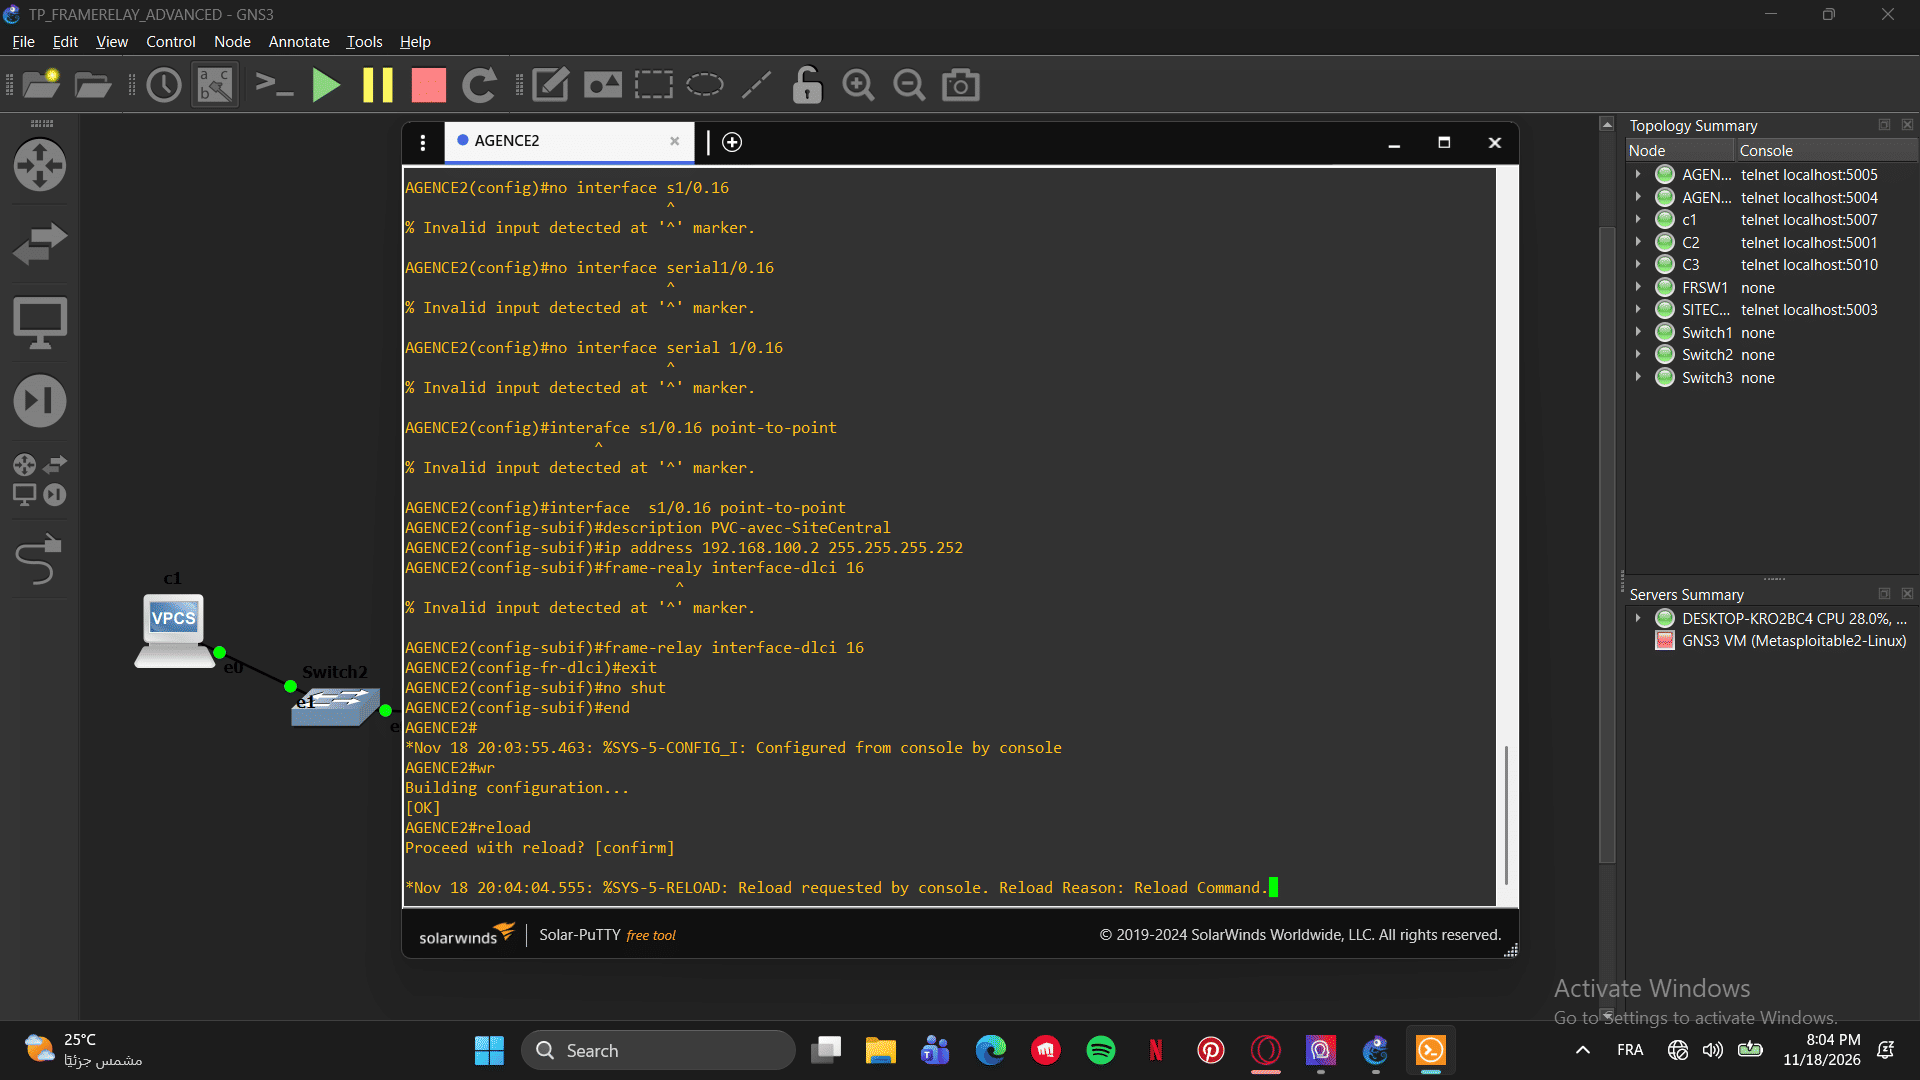 TP_FRAMERELAY_ADVANCED - GNS3
File Edit View Control Node Annotate Tools Help
AGENCE2
AGENCE2(config)#no interface s1/0.16
^
% Invalid input detected at '^' marker.
AGENCE2(config)#no interface serial1/0.16
^
% Invalid input detected at '^' marker.
AGENCE2(config)#no interface serial 1/0.16
^
% Invalid input detected at '^' marker.
AGENCE2(config)#interafce s1/0.16 point-to-point
^
% Invalid input detected at '^' marker.
AGENCE2(config)#interface  s1/0.16 point-to-point
AGENCE2(config-subif)#description PVC-avec-SiteCentral
AGENCE2(config-subif)#ip address 192.168.100.2 255.255.255.252
AGENCE2(config-subif)#frame-realy interface-dlci 16
^
% Invalid input detected at '^' marker.
AGENCE2(config-subif)#frame-relay interface-dlci 16
AGENCE2(config-fr-dlci)#exit
AGENCE2(config-subif)#no shut
AGENCE2(config-subif)#end
AGENCE2#
*Nov 18 20:03:55.463: %SYS-5-CONFIG_I: Configured from console by console
AGENCE2#wr
Building configuration...
[OK]
AGENCE2#reload
Proceed with reload? [confirm]
*Nov 18 20:04:04.555: %SYS-5-RELOAD: Reload requested by console. Reload Reason: Reload Command.
solarwinds
Solar-PuTTY free tool
© 2019-2024 SolarWinds Worldwide, LLC. All rights reserved.
c1
VPCS
e0
Switch2
e1
e
Topology Summary
Node Console
AGEN... telnet localhost:5005
AGEN... telnet localhost:5004
c1 telnet localhost:5007
C2 telnet localhost:5001
C3 telnet localhost:5010
FRSW1 none
SITEC... telnet localhost:5003
Switch1 none
Switch2 none
Switch3 none
Servers Summary
DESKTOP-KRO2BC4 CPU 28.0%, ...
GNS3 VM (Metasploitable2-Linux)
Activate Windows
Go to Settings to activate Windows.
25°C
مشمس جزئيًا
Search
FRA
8:04 PM
11/18/2026